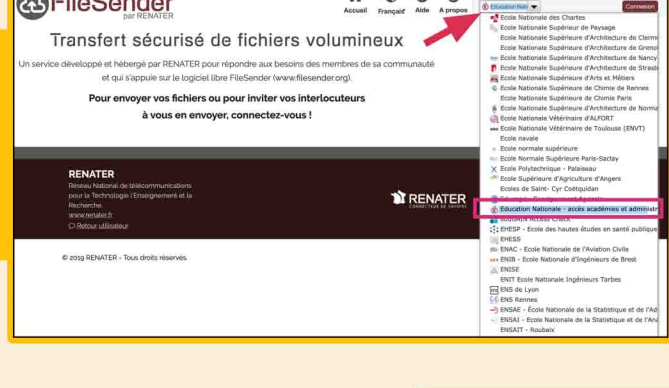 FileSender
par RENATER
Accueil Français Aide A propos
Connexion
Transfert sécurisé de fichiers volumineux
Un service développé et hébergé par RENATER pour répondre aux besoins des membres de sa communauté
et qui s'appuie sur le logiciel libre FileSender (www.filesender.org).
Pour envoyer vos fichiers ou pour inviter vos interlocuteurs
à vous en envoyer, connectez-vous !
RENATER
Réseau National de télécommunications
pour la Technologie l'Enseignement et la
Recherche.
www.renater.fr
Retour utilisateur
RENATER
CONNECTEUR DE SAVOIRS
© 2019 RENATER - Tous droits réservés
Education Nati
Ecole Nationale des Chartes
Ecole Nationale Supérieur de Paysage
Ecole Nationale Supérieure d'Architecture de Clermo
Ecole Nationale Supérieure d'Architecture de Grenol
Ecole Nationale Supérieure d'Architecture de Nancy
Ecole Nationale Supérieure d'Architecture de Strasb
Ecole Nationale Supérieure d'Arts et Métiers
Ecole Nationale Supérieure de Chimie de Rennes
Ecole Nationale Supérieure de Chimie Paris
Ecole Nationale Supérieure d'Architecture de Norma
Ecole Nationale Vétérinaire d'ALFORT
Ecole Nationale Vétérinaire de Toulouse (ENVT)
Ecole navale
Ecole normale supérieure
Ecole Normale Supérieure Paris-Saclay
Ecole Polytechnique - Palaiseau
Ecole Supérieure d'Agriculture d'Angers
Ecoles de Saint- Cyr Coëtquidan
Education Nationale - accès académies et administr
eduGAIN Access Check
EHESP - Ecole des hautes études en santé publique
EHESS
ENAC - Ecole Nationale de l'Aviation Civile
ENIB - Ecole Nationale d'Ingénieurs de Brest
ENISE
ENIT Ecole Nationale Ingénieurs Tarbes
ENS de Lyon
ENS Rennes
ENSAE - École Nationale de la Statistique et de l'Ad
ENSAI - Ecole Nationale de la Statistique et de l'Ana
ENSAIT - Roubaix